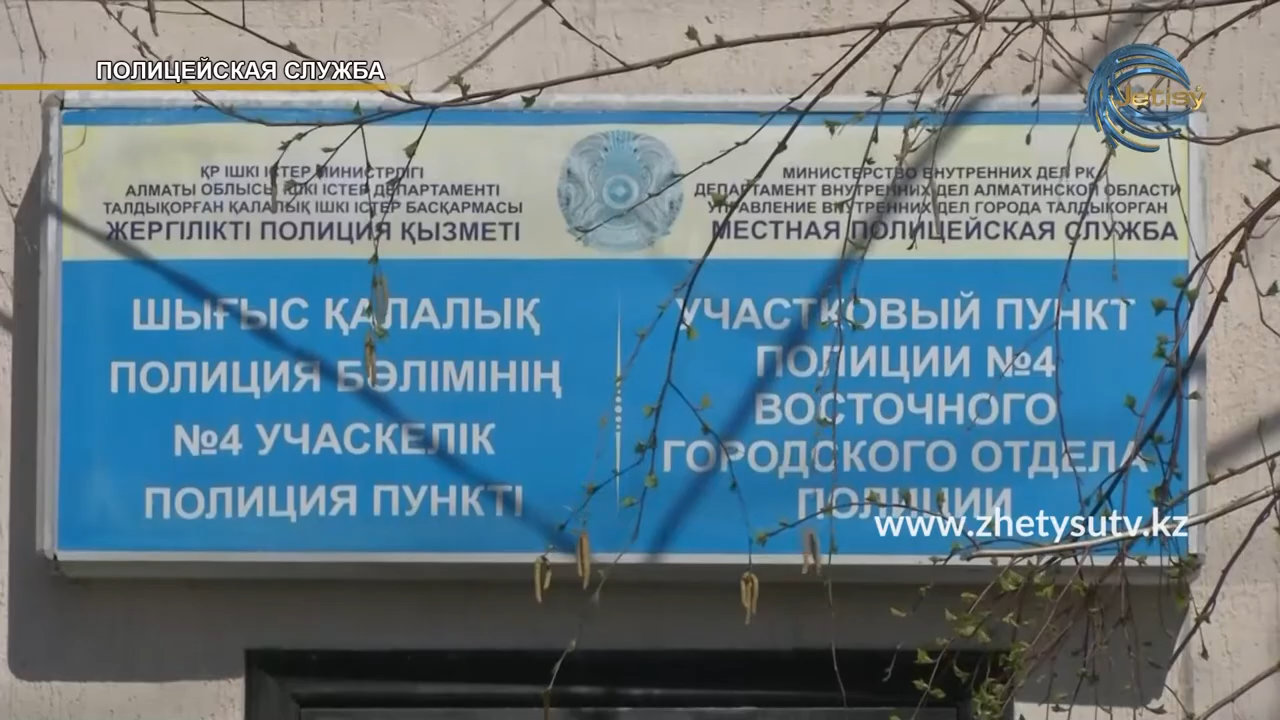 ПОЛИЦЕЙСКАЯ СЛУЖБА
Jetisý
ҚР ІШКІ ІСТЕР МИНИСТРЛІГІ
АЛМАТЫ ОБЛЫСЫ ІШКІ ІСТЕР ДЕПАРТАМЕНТІ
ТАЛДЫҚОРҒАН ҚАЛАЛЫҚ ІШКІ ІСТЕР БАСҚАРМАСЫ
ЖЕРГІЛІКТІ ПОЛИЦИЯ ҚЫЗМЕТІ
МИНИСТЕРСТВО ВНУТРЕННИХ ДЕЛ РК
ДЕПАРТАМЕНТ ВНУТРЕННИХ ДЕЛ АЛМАТИНСКОЙ ОБЛАСТИ
УПРАВЛЕНИЕ ВНУТРЕННИХ ДЕЛ ГОРОДА ТАЛДЫКОРГАН
МЕСТНАЯ ПОЛИЦЕЙСКАЯ СЛУЖБА
ШЫҒЫС ҚАЛАЛЫҚ
ПОЛИЦИЯ БӨЛІМІНІҢ
№4 УЧАСКЕЛІК
ПОЛИЦИЯ ПУНКТІ
УЧАСТКОВЫЙ ПУНКТ
ПОЛИЦИИ №4
ВОСТОЧНОГО
ГОРОДСКОГО ОТДЕЛА
ПОЛИЦИИ
www.zhetysutv.kz